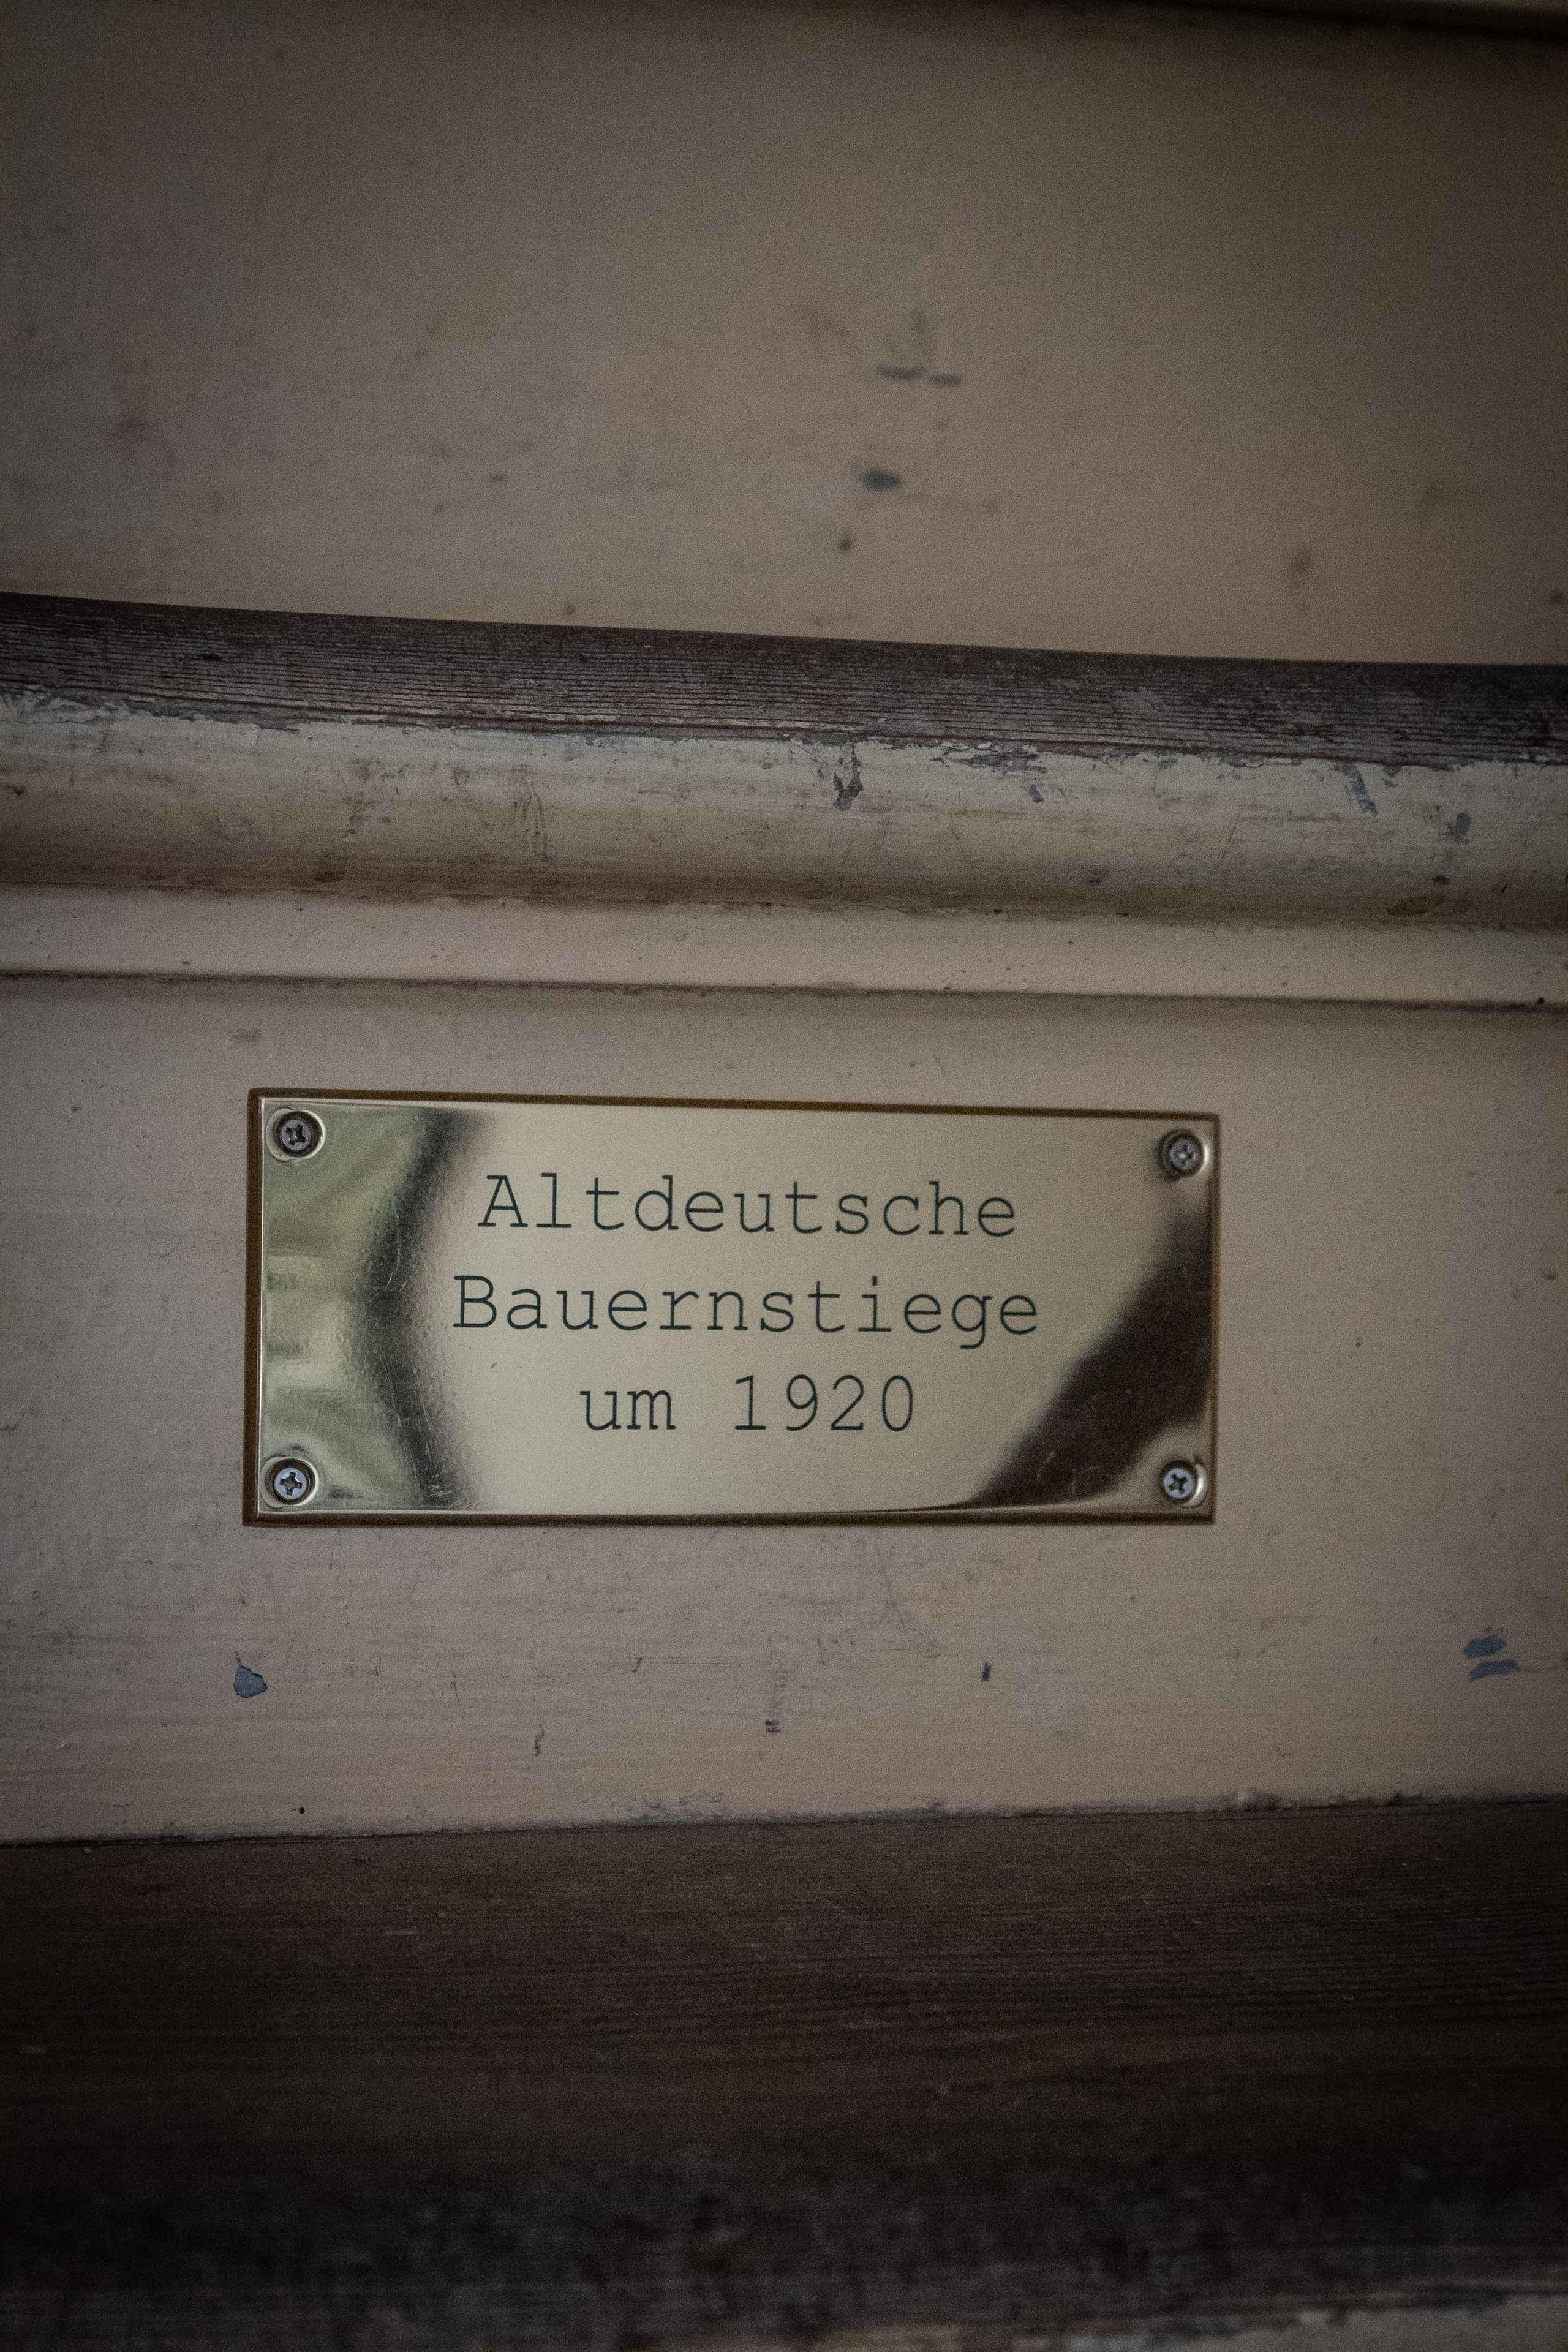 Altdeutsche
Bauernstiege
um 1920